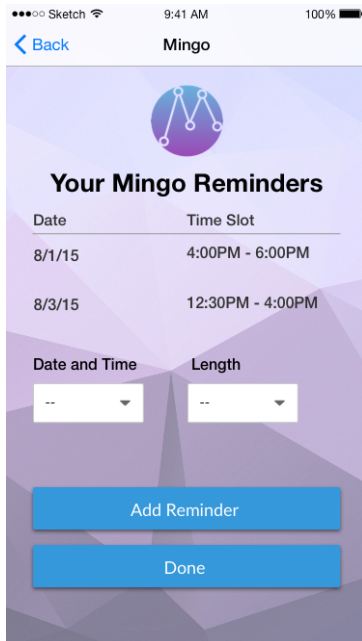 Sketch 9:41 AM 100%
Back Mingo
Your Mingo Reminders
Date Time Slot
8/1/15 4:00PM - 6:00PM
8/3/15 12:30PM - 4:00PM
Date and Time Length
-- --
Add Reminder
Done